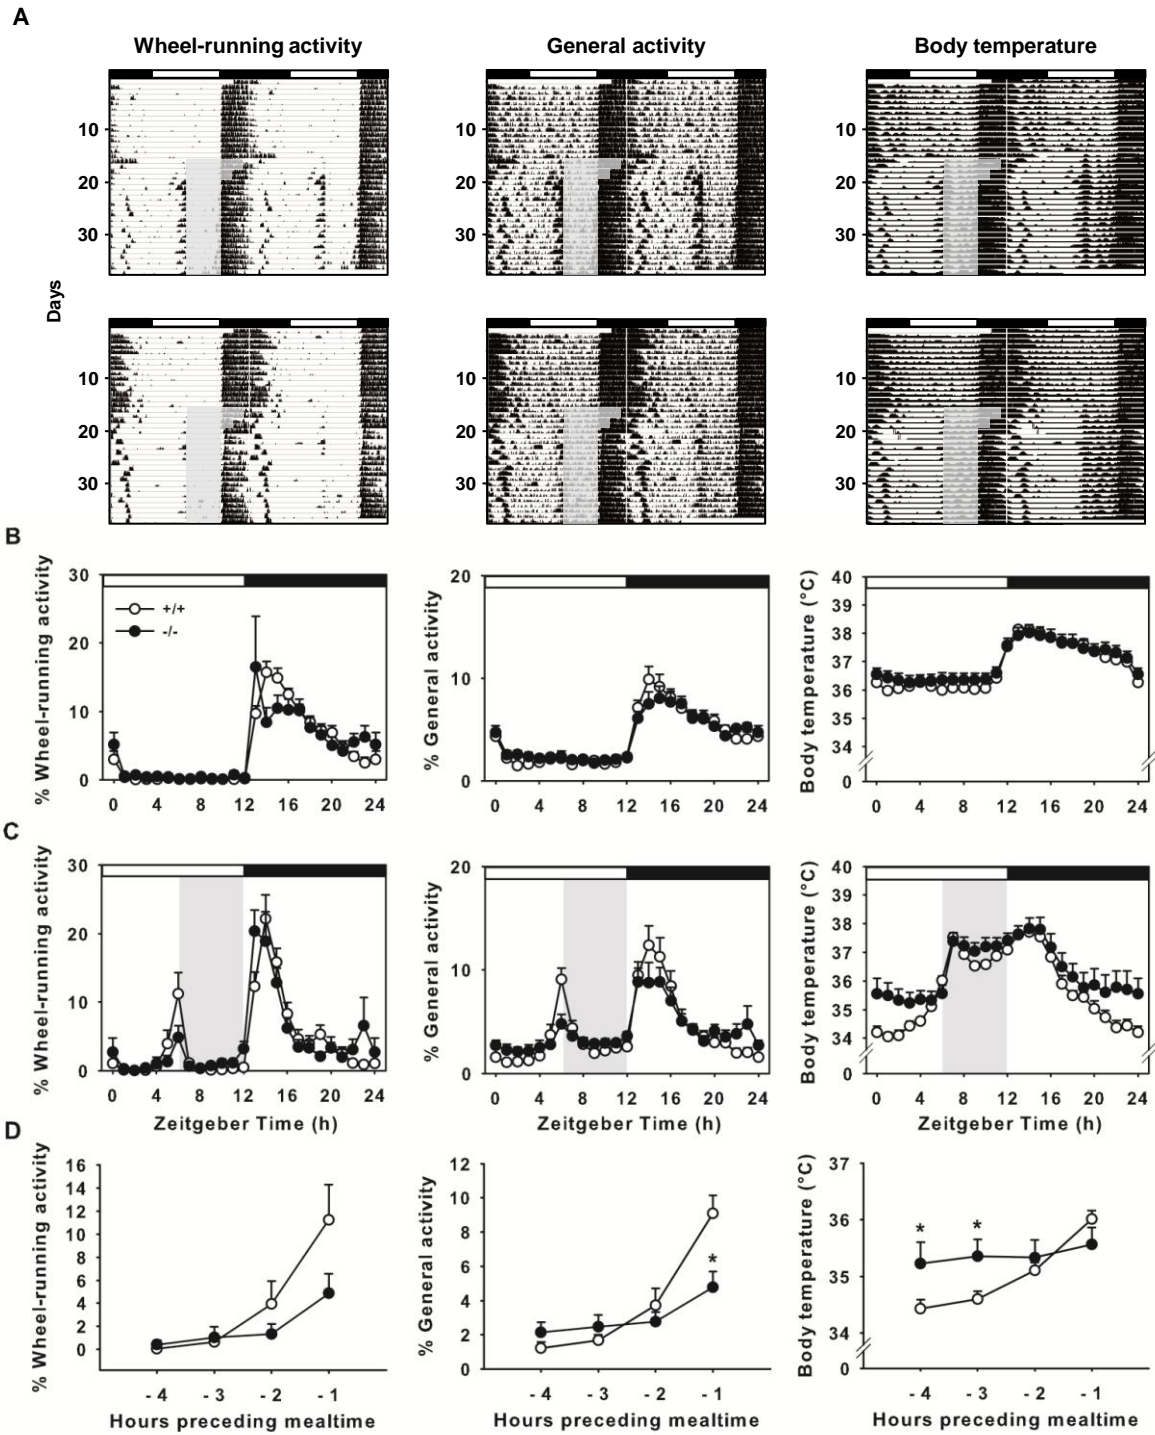 A
Wheel-running activity General activity Body temperature
10 10 10
20 20 20
30 30 30
Days
10 10 10
20 20 20
30 30 30
B
% Wheel-running activity
30
20
10
0
+/+
-/-
0 4 8 12 16 20 24
% General activity
20
10
0
0 4 8 12 16 20 24
Body temperature (°C)
40
39
38
37
36
35
34
0
0 4 8 12 16 20 24
C
% Wheel-running activity
30
20
10
0
0 4 8 12 16 20 24
Zeitgeber Time (h)
% General activity
20
10
0
0 4 8 12 16 20 24
Zeitgeber Time (h)
Body temperature (°C)
40
39
38
37
36
35
34
0
0 4 8 12 16 20 24
Zeitgeber Time (h)
D
% Wheel-running activity
16
14
12
10
8
6
4
2
0
- 4 - 3 - 2 - 1
Hours preceding mealtime
% General activity
12
10
8
6
4
2
0
*
- 4 - 3 - 2 - 1
Hours preceding mealtime
Body temperature (°C)
37
36
35
34
0
* *
- 4 - 3 - 2 - 1
Hours preceding mealtime